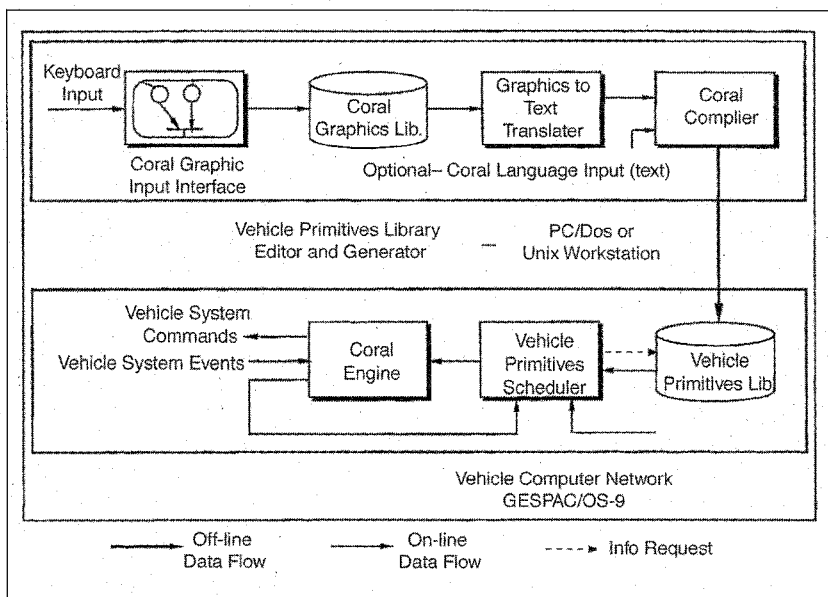 Keyboard
Input
Coral
Graphics Lib.
Graphics to
Text
Translater
Coral
Complier
Coral Graphic
Input Interface
Optional– Coral Language Input (text)
Vehicle Primitives Library
Editor and Generator
–
PC/Dos or
Unix Workstation
Vehicle System
Commands
Vehicle System Events
Coral
Engine
Vehicle
Primitives
Scheduler
Vehicle
Primitives Lib
Vehicle Computer Network
GESPAC/OS-9
Off-line
Data Flow
On-line
Data Flow
Info Request